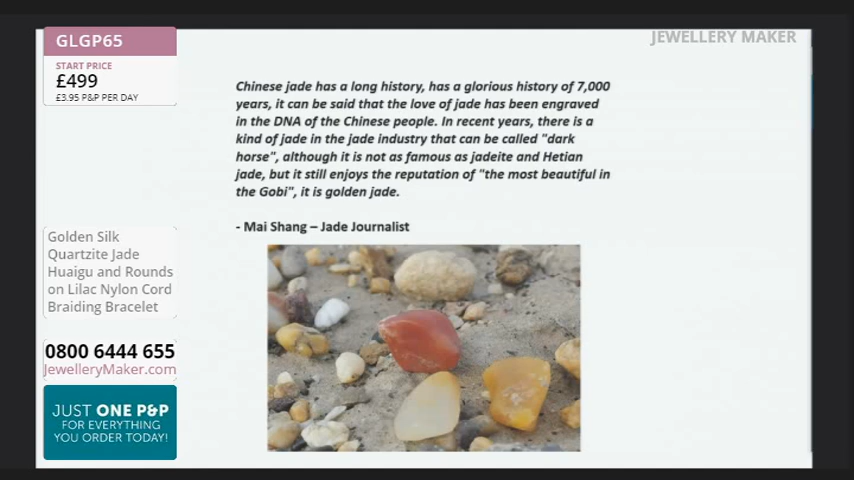 GLGP65
START PRICE
£499
£3.95 P&P PER DAY
JEWELLERY MAKER
Chinese jade has a long history, has a glorious history of 7,000
years, it can be said that the love of jade has been engraved
in the DNA of the Chinese people. In recent years, there is a
kind of jade in the jade industry that can be called "dark
horse", although it is not as famous as jadeite and Hetian
jade, but it still enjoys the reputation of "the most beautiful in
the Gobi", it is golden jade.
- Mai Shang – Jade Journalist
Golden Silk
Quartzite Jade
Huaigu and Rounds
on Lilac Nylon Cord
Braiding Bracelet
0800 6444 655
JewelleryMaker.com
JUST ONE P&P
FOR EVERYTHING
YOU ORDER TODAY!